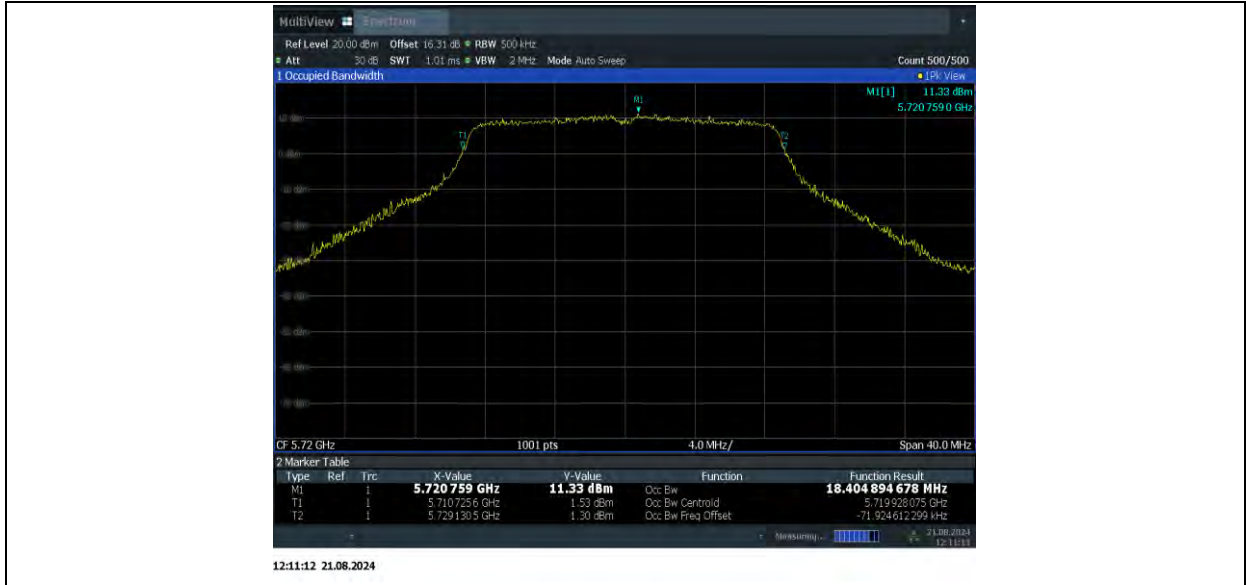 MultiView Spectrum
Ref Level 20.00 dBm Offset 16.31 dB RBW 500 kHz
Att 30 dB SWT 1.01 ms VBW 2 MHz Mode Auto Sweep Count 500/500
1 Occupied Bandwidth 1Pk View
M1[1] 11.33 dBm
5.720 759 0 GHz
M1
10 dBm
T1 T2
0 dBm
CF 5.72 GHz 1001 pts 4.0 MHz/ Span 40.0 MHz
2 Marker Table
Type Ref Trc X-Value Y-Value Function Function Result
M1 1 5.720 759 GHz 11.33 dBm Occ Bw 18.404 894 678 MHz
T1 1 5.710 725 6 GHz 1.53 dBm Occ Bw Centroid 5.719 928 075 GHz
T2 1 5.729 130 5 GHz 1.30 dBm Occ Bw Freq Offset -71.924 612 299 kHz
Measuring... 21.08.2024
12:11:11
12:11:12 21.08.2024